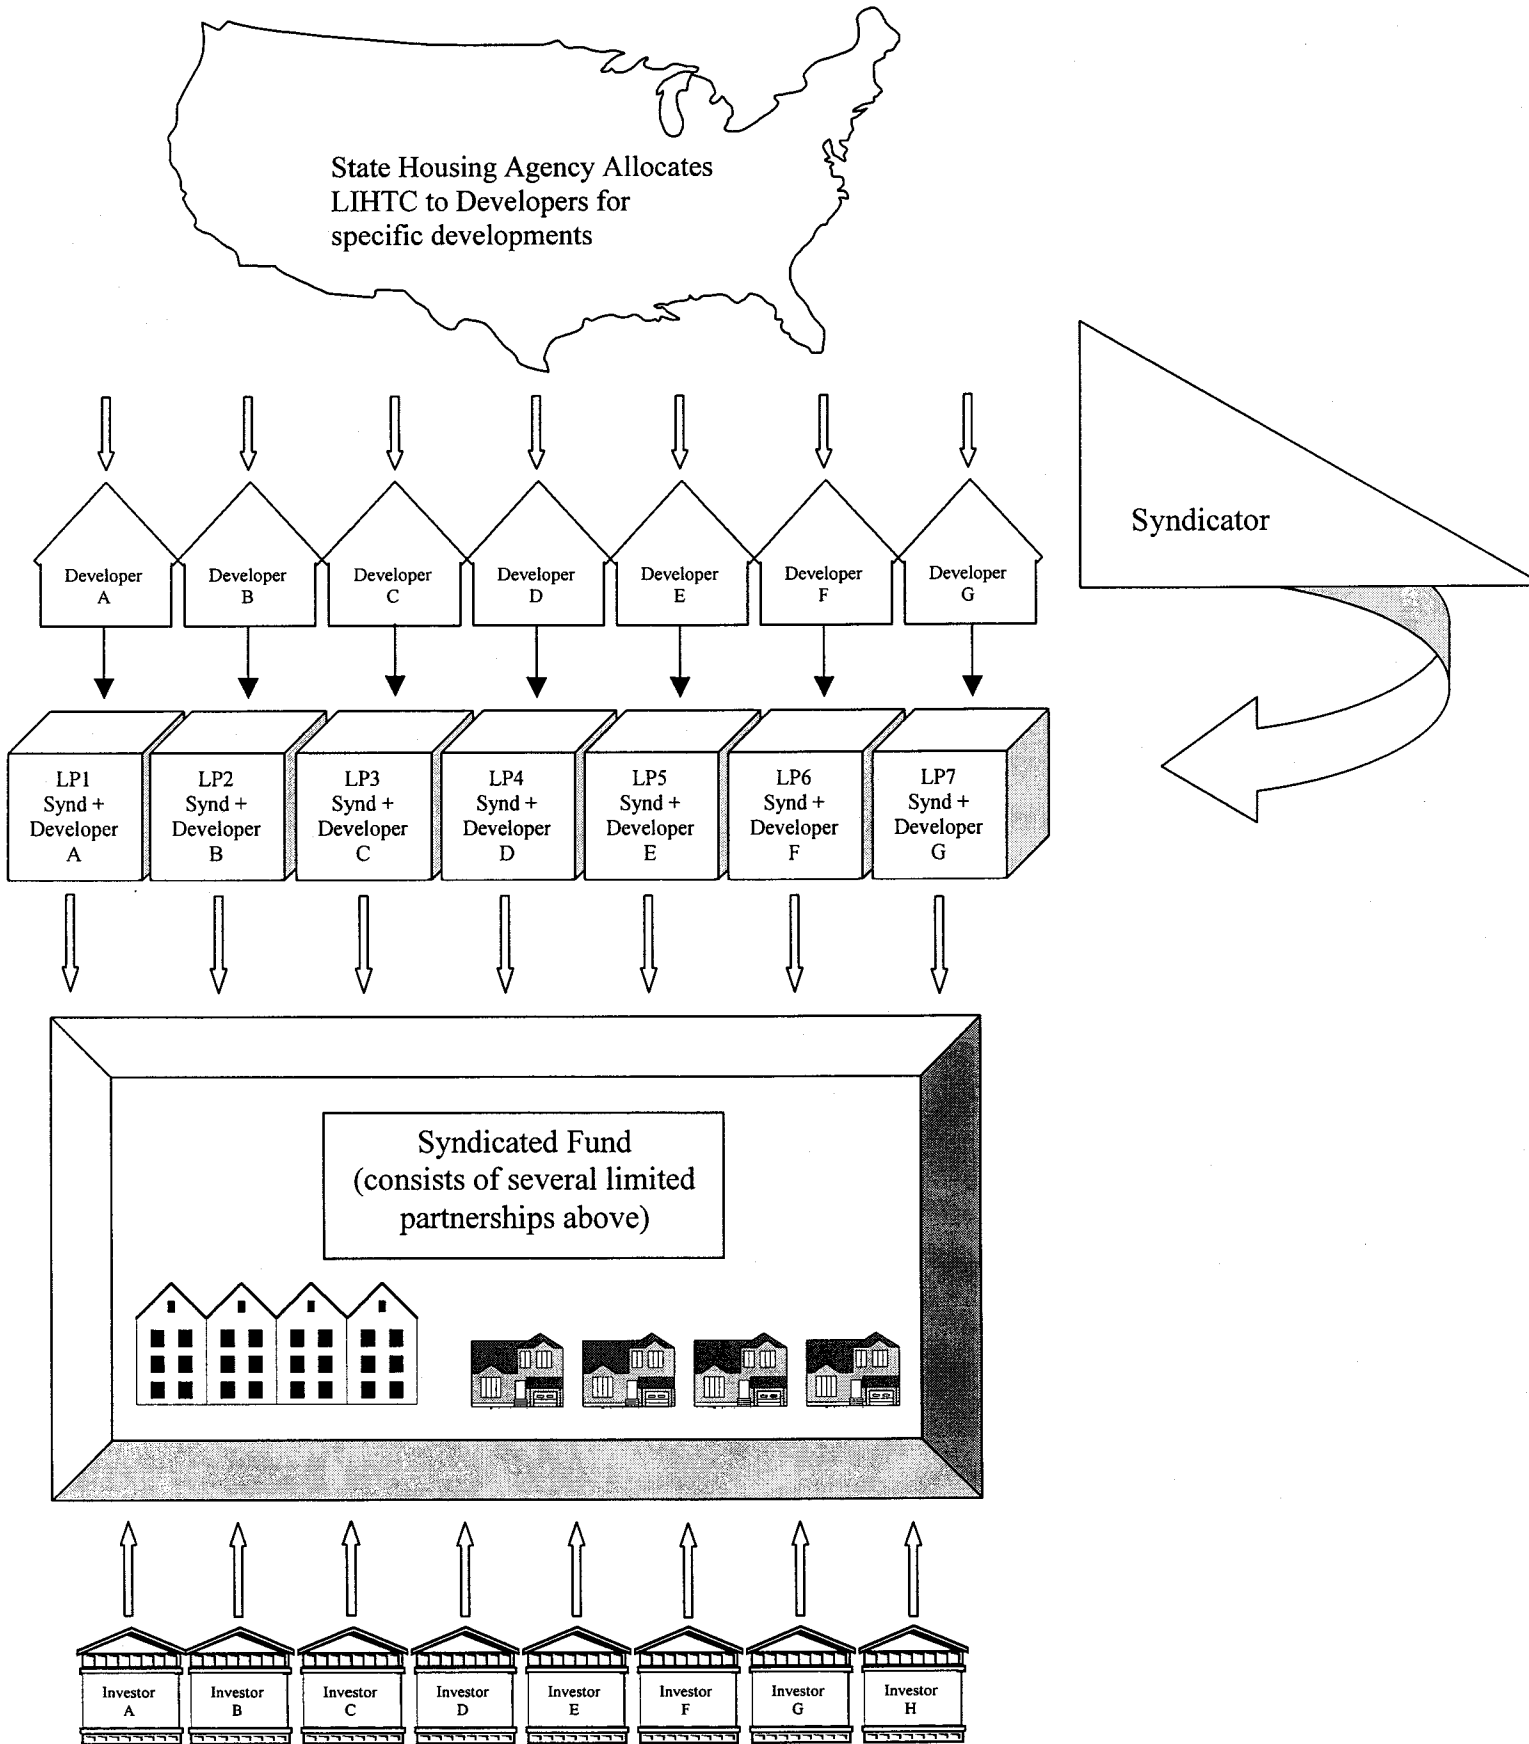 State Housing Agency Allocates
LIHTC to Developers for
specific developments
Syndicator
Developer
A
Developer
B
Developer
C
Developer
D
Developer
E
Developer
F
Developer
G
LP1
Synd +
Developer
A
LP2
Synd +
Developer
B
LP3
Synd +
Developer
C
LP4
Synd +
Developer
D
LP5
Synd +
Developer
E
LP6
Synd +
Developer
F
LP7
Synd +
Developer
G
Syndicated Fund
(consists of several limited
partnerships above)
Investor
A
Investor
B
Investor
C
Investor
D
Investor
E
Investor
F
Investor
G
Investor
H